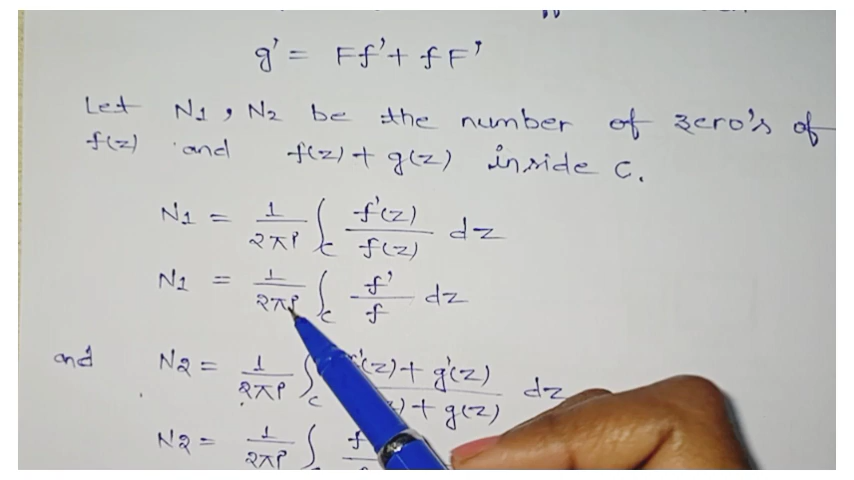 g' = Ff' + fF'
Let N1, N2 be the number of zero's of
f(z) and f(z) + g(z) inside C.
N1 = 1/2πi ∫c f'(z)/f(z) dz
N1 = 1/2πi ∫c f'/f dz
and N2 = 1/2πi ∫c '(z) + g'(z)/) + g(z) dz
N2 = 1/2πi ∫ f